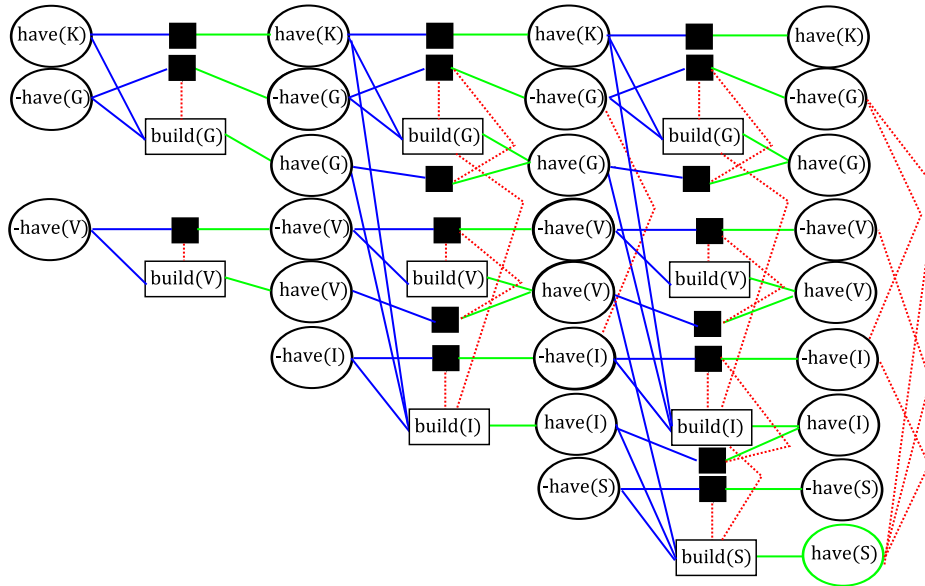 have(K) have(K) have(K) have(K)
-have(G) -have(G) -have(G) -have(G)
build(G) build(G) build(G)
have(G) have(G) have(G)
-have(V) -have(V) -have(V) -have(V)
build(V) build(V) build(V)
have(V) have(V) have(V)
-have(I) -have(I) -have(I)
build(I) have(I) build(I) have(I)
-have(S) -have(S)
build(S) have(S)